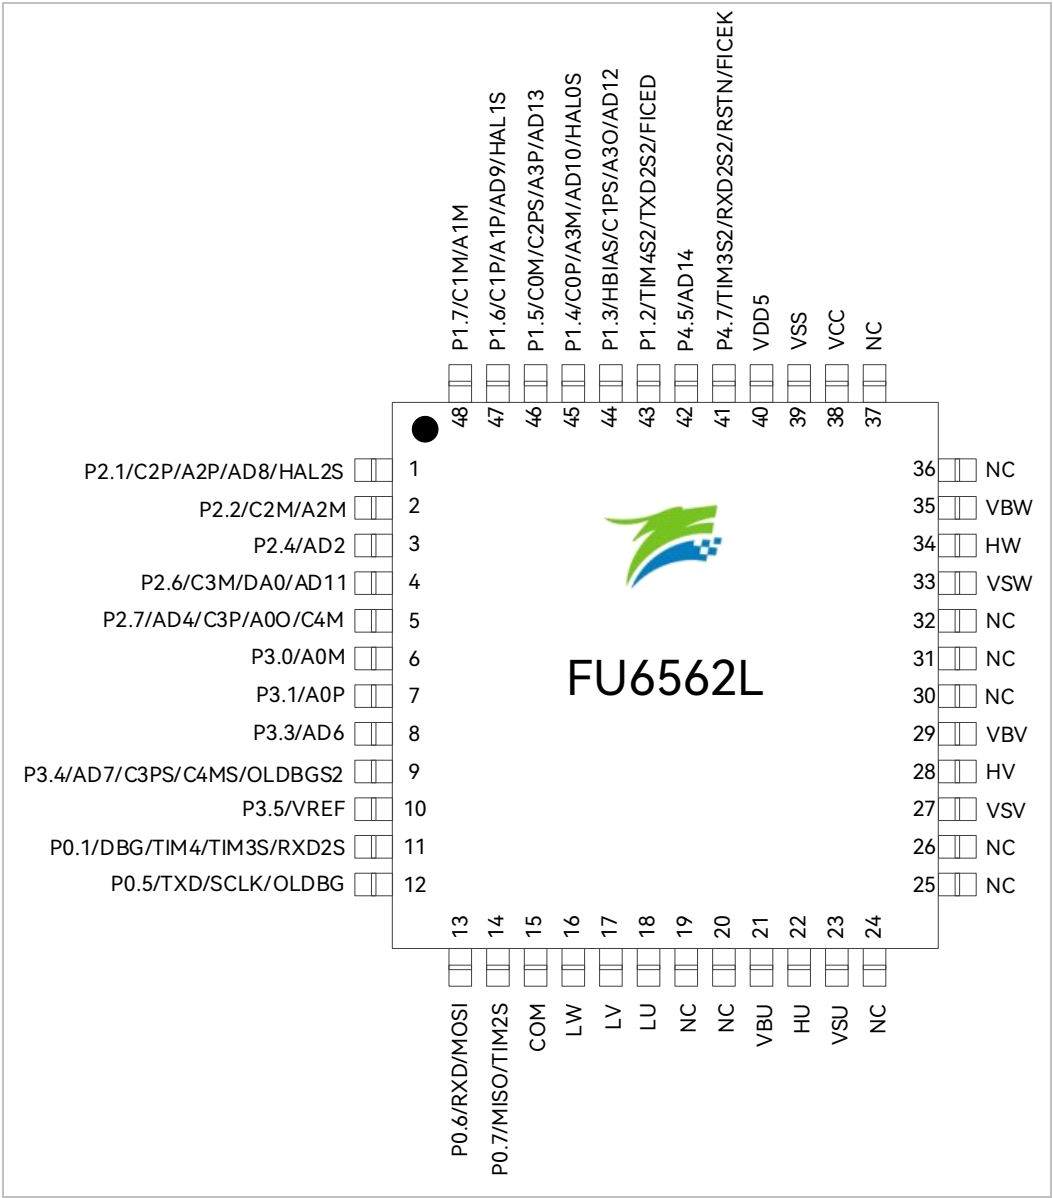 P1.7/C1M/A1M
P1.6/C1P/A1P/AD9/HAL1S
P1.5/C0M/C2PS/A3P/AD13
P1.4/C0P/A3M/AD10/HAL0S
P1.3/HBIAS/C1PS/A3O/AD12
P1.2/TIM4S2/TXD2S2/FICED
P4.5/AD14
P4.7/TIM3S2/RXD2S2/RSTN/FICEK
VDD5
VSS
VCC
NC
48
47
46
45
44
43
42
41
40
39
38
37
P2.1/C2P/A2P/AD8/HAL2S 1
P2.2/C2M/A2M 2
P2.4/AD2 3
P2.6/C3M/DA0/AD11 4
P2.7/AD4/C3P/A0O/C4M 5
P3.0/A0M 6
P3.1/A0P 7
P3.3/AD6 8
P3.4/AD7/C3PS/C4MS/OLDBGS2 9
P3.5/VREF 10
P0.1/DBG/TIM4/TIM3S/RXD2S 11
P0.5/TXD/SCLK/OLDBG 12
FU6562L
36 NC
35 VBW
34 HW
33 VSW
32 NC
31 NC
30 NC
29 VBV
28 HV
27 VSV
26 NC
25 NC
13
14
15
16
17
18
19
20
21
22
23
24
P0.6/RXD/MOSI
P0.7/MISO/TIM2S
COM
LW
LV
LU
NC
NC
VBU
HU
VSU
NC